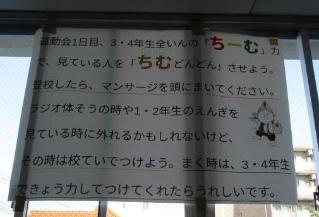 運動会1日目、3・4年生全いんの「ちーむ」力
で、見ている人を「ちむどんどん」させよう。
登校したら、マンサージを頭にまいてください。
ラジオ体そうの時や1・2年生のえんぎを
見ている時に外れるかもしれないけど、
その時は校ていでつけよう。まく時は、3・4年生
できょう力してつけてくれたらうれしいです。